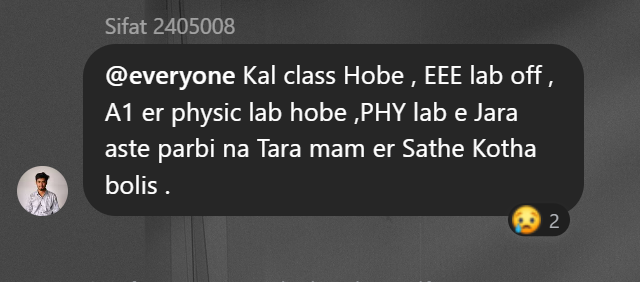 Sifat 2405008
@everyone Kal class Hobe , EEE lab off ,
A1 er physic lab hobe ,PHY lab e Jara
aste parbi na Tara mam er Sathe Kotha
bolis .
2